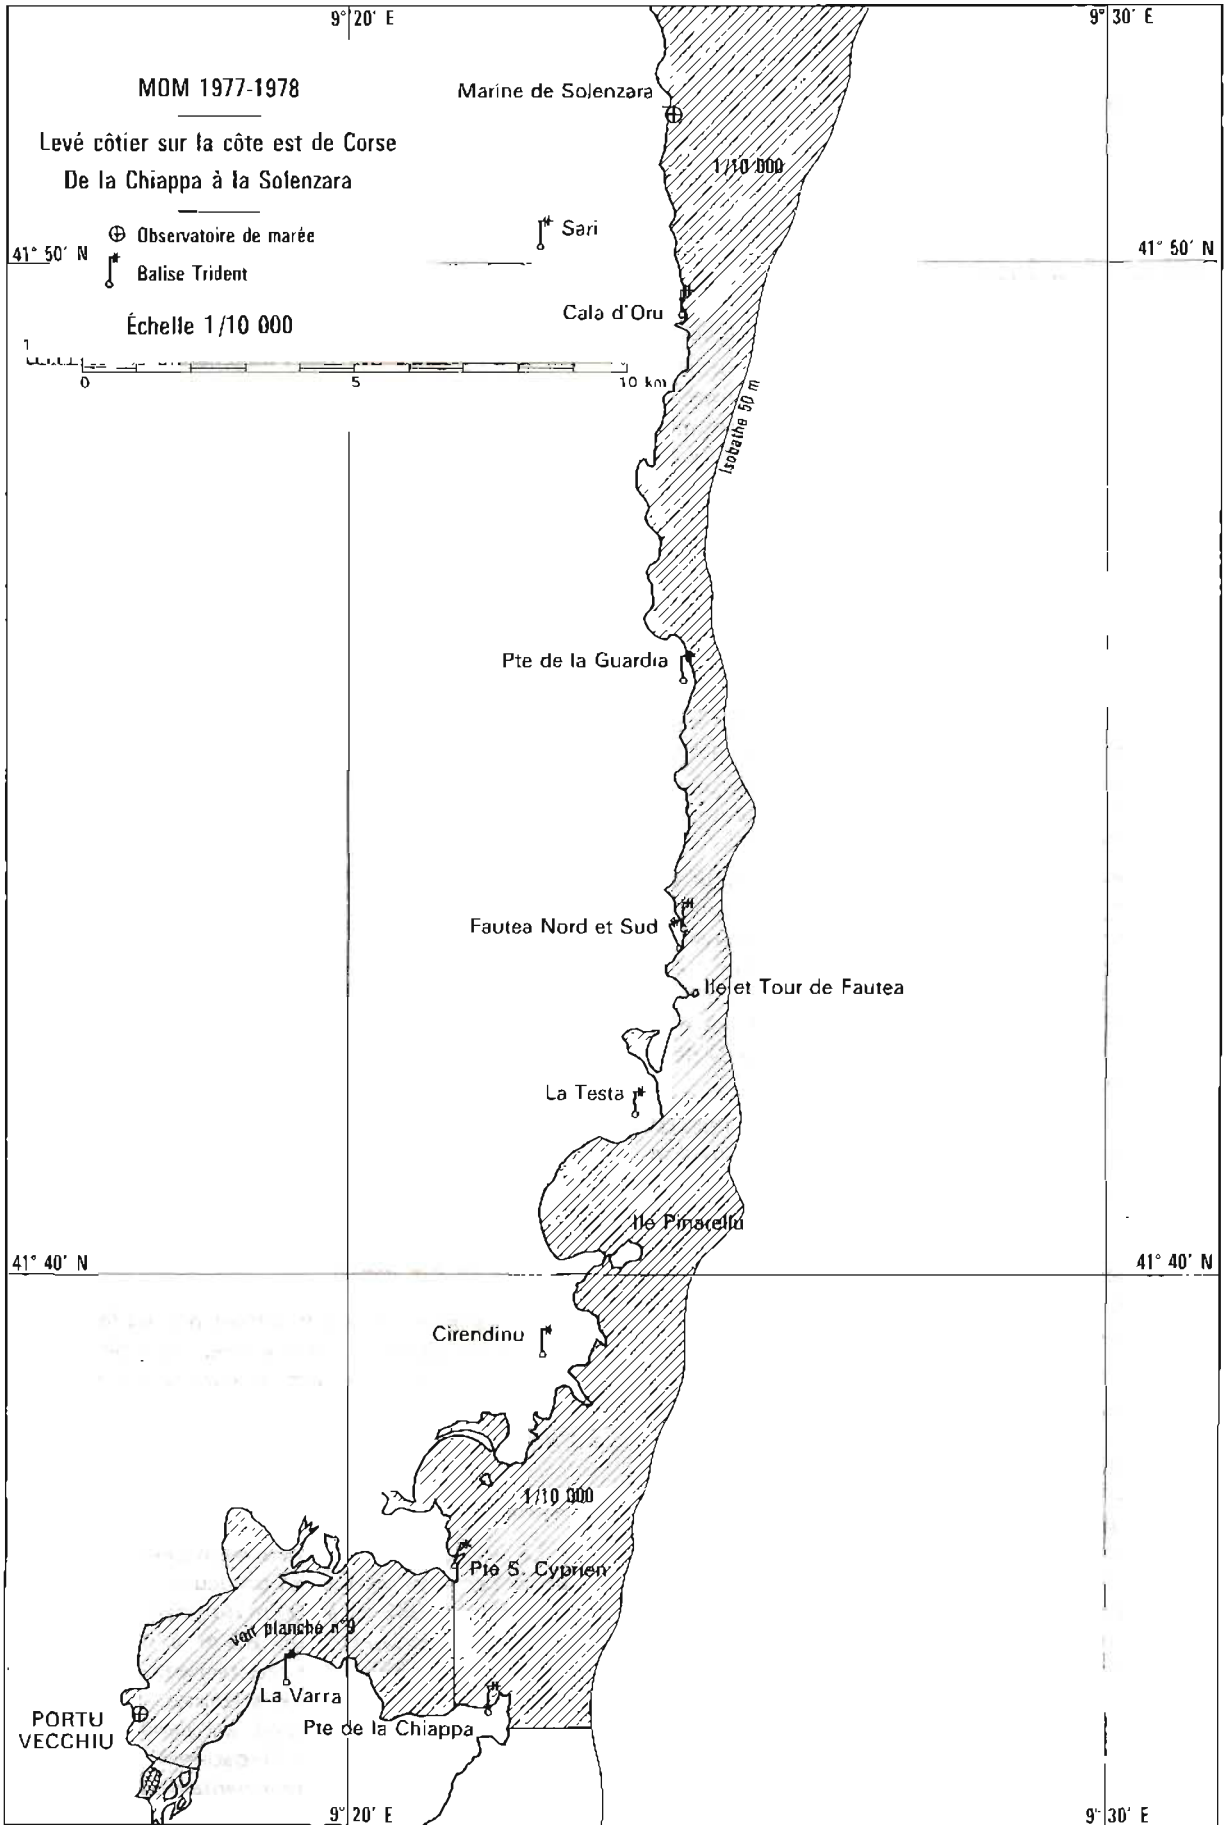 9° 20' E
9° 30' E
MOM 1977-1978
Levé côtier sur la côte est de Corse
De la Chiappa à la Solenzara
Observatoire de marée
Balise Trident
Échelle 1/10 000
1
0
5
10 km
Marine de Solenzara
1/10 000
Sari
41° 50' N
41° 50' N
Cala d'Oru
Isobathe 50 m
Pte de la Guardia
Fautea Nord et Sud
Ile et Tour de Fautea
La Testa
Ile Pinarellu
41° 40' N
41° 40' N
Cirendinu
1/10 000
Pte S. Cyprien
voir planche n°9
La Varra
PORTU
VECCHIU
Pte de la Chiappa
9° 20' E
9° 30' E